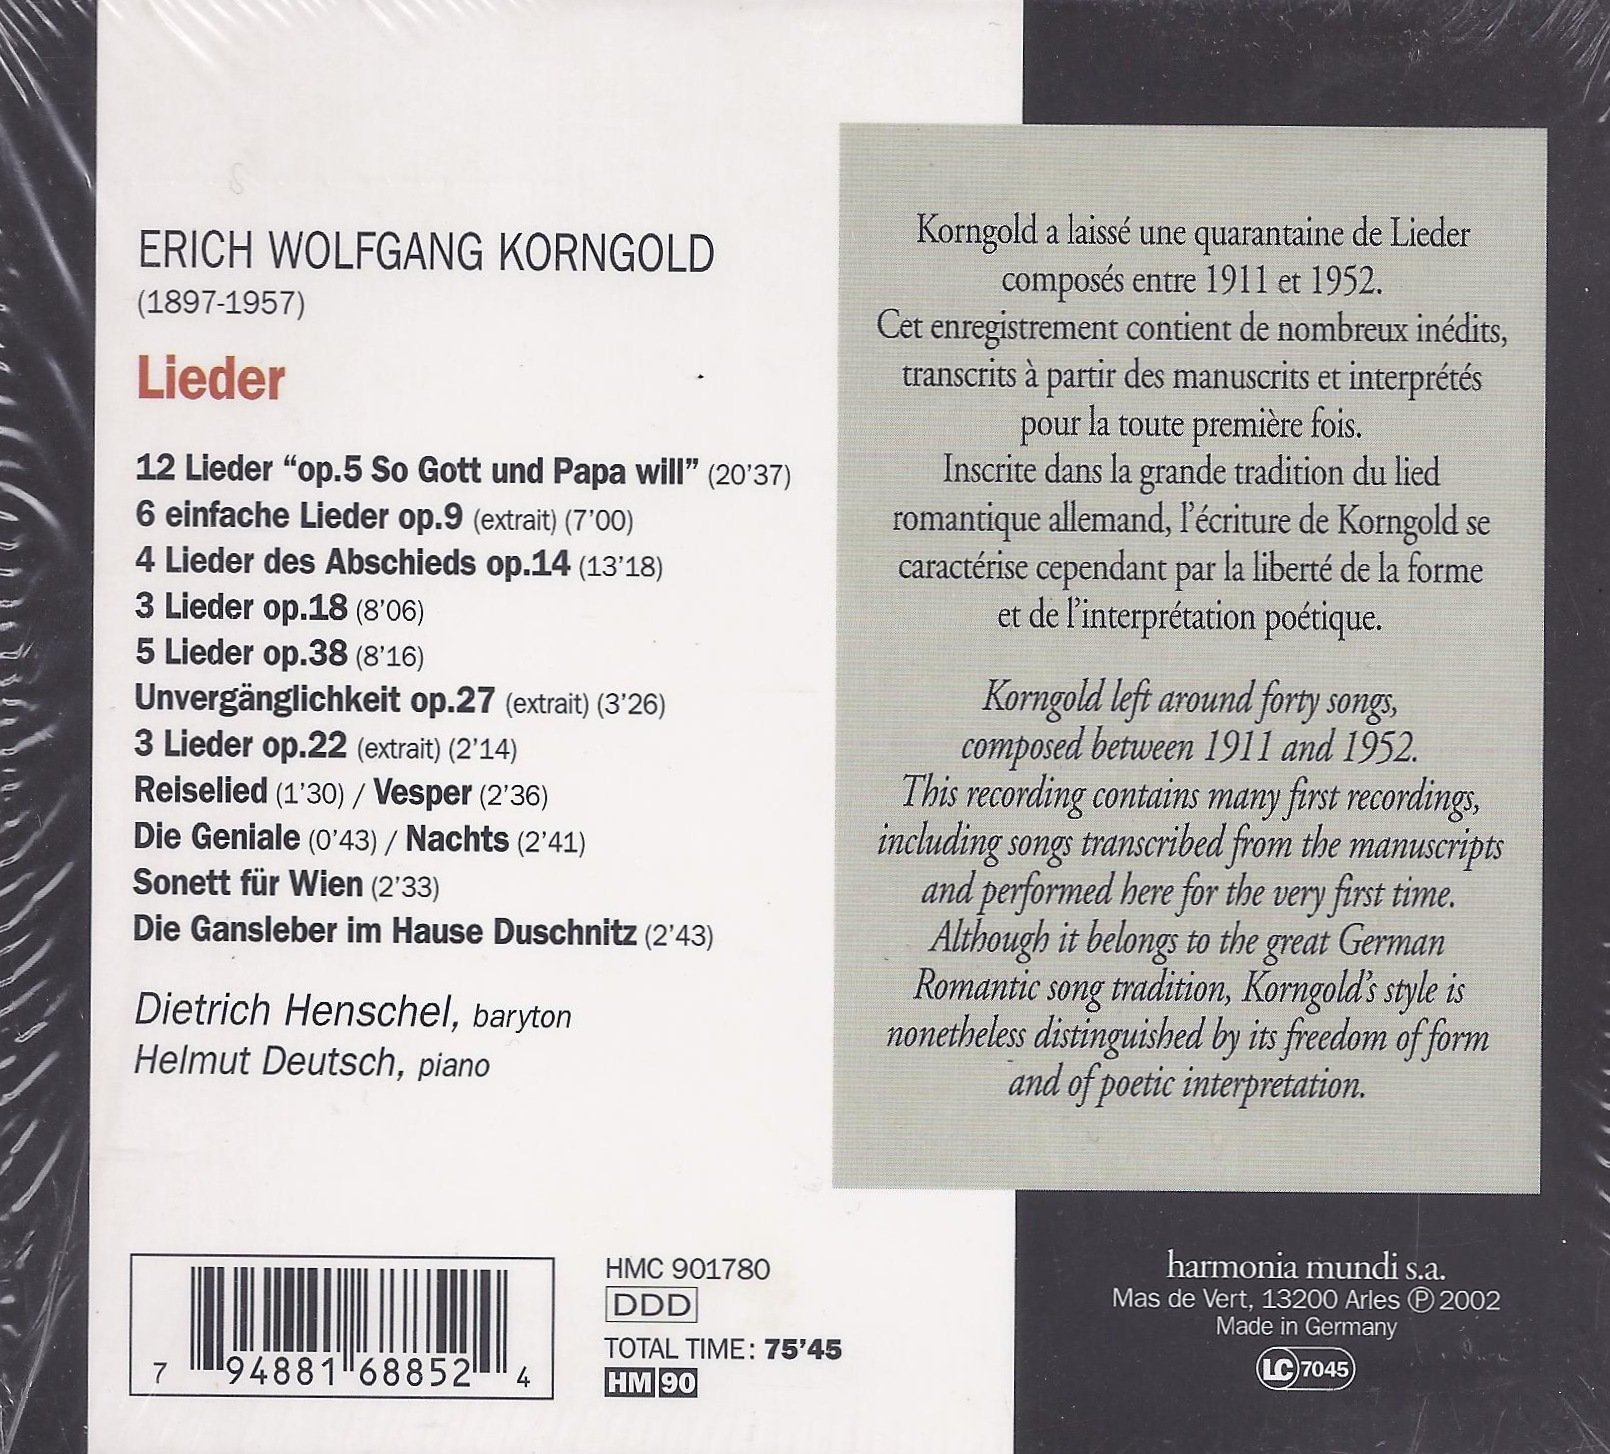 ERICH WOLFGANG KORNGOLD
(1897-1957)
Lieder
12 Lieder “op.5 So Gott und Papa will” (20’37)
6 einfache Lieder op.9 (extrait) (7’00)
4 Lieder des Abschieds op.14 (13’18)
3 Lieder op.18 (8’06)
5 Lieder op.38 (8’16)
Unvergänglichkeit op.27 (extrait) (3’26)
3 Lieder op.22 (extrait) (2’14)
Reiselied (1’30) / Vesper (2’36)
Die Geniale (0’43) / Nachts (2’41)
Sonett für Wien (2’33)
Die Gansleber im Hause Duschnitz (2’43)
Dietrich Henschel, baryton
Helmut Deutsch, piano
Korngold a laissé une quarantaine de Lieder
composés entre 1911 et 1952.
Cet enregistrement contient de nombreux inédits,
transcrits à partir des manuscrits et interprétés
pour la toute première fois.
Inscrite dans la grande tradition du lied
romantique allemand, l’écriture de Korngold se
caractérise cependant par la liberté de la forme
et de l’interprétation poétique.
Korngold left around forty songs,
composed between 1911 and 1952.
This recording contains many first recordings,
including songs transcribed from the manuscripts
and performed here for the very first time.
Although it belongs to the great German
Romantic song tradition, Korngold’s style is
nonetheless distinguished by its freedom of form
and of poetic interpretation.
7 94881 68852 4
HMC 901780
DDD
TOTAL TIME : 75’45
HM 90
harmonia mundi s.a.
Mas de Vert, 13200 Arles ℗ 2002
Made in Germany
LC 7045